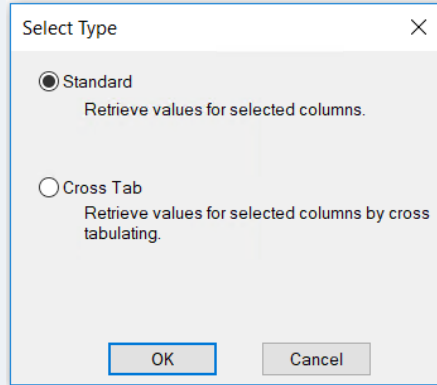 Select Type
Standard
Retrieve values for selected columns.
Cross Tab
Retrieve values for selected columns by cross
tabulating.
OK
Cancel